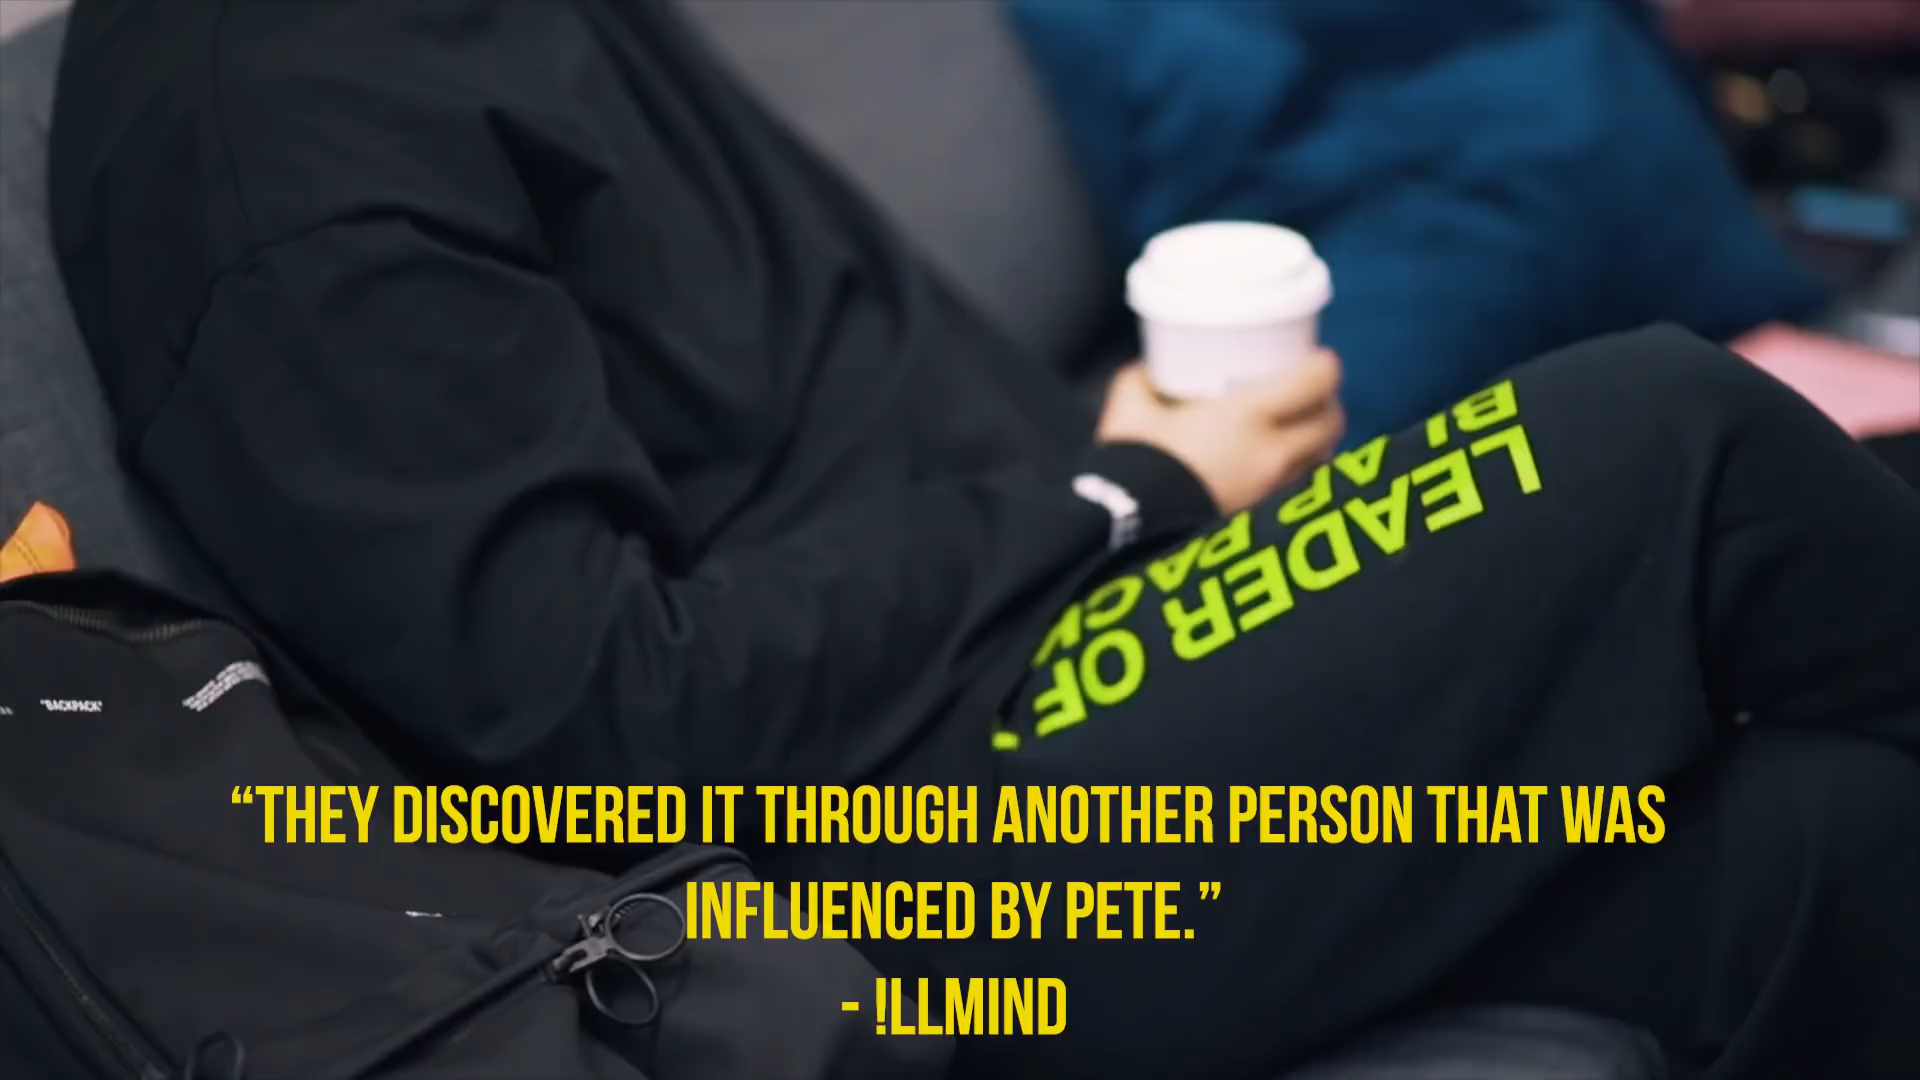 LEADER OF
"BACKPACK"
“THEY DISCOVERED IT THROUGH ANOTHER PERSON THAT WAS
INFLUENCED BY PETE.”
- !LLMIND